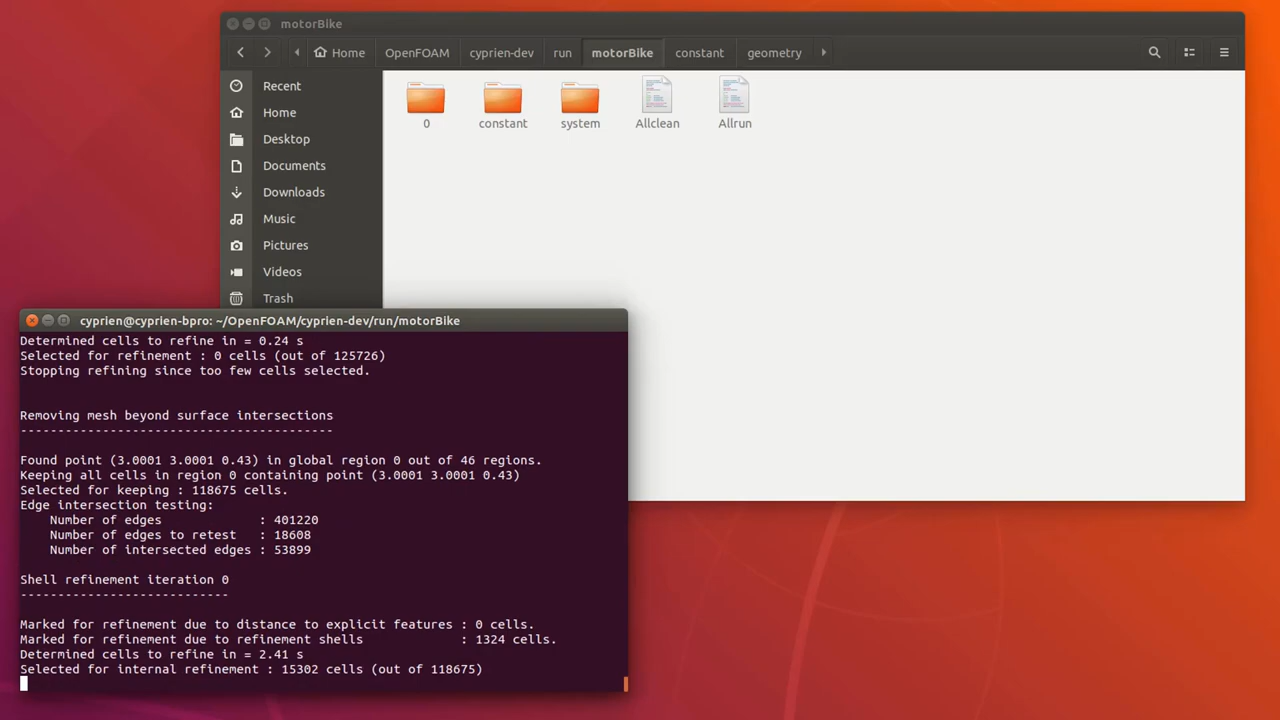 motorBike
Home OpenFOAM cyprien-dev run motorBike constant geometry
Recent
Home
Desktop
Documents
Downloads
Music
Pictures
Videos
Trash
0 constant system Allclean Allrun
cyprien@cyprien-bpro: ~/OpenFOAM/cyprien-dev/run/motorBike
Determined cells to refine in = 0.24 s
Selected for refinement : 0 cells (out of 125726)
Stopping refining since too few cells selected.
Removing mesh beyond surface intersections
------------------------------------------
Found point (3.0001 3.0001 0.43) in global region 0 out of 46 regions.
Keeping all cells in region 0 containing point (3.0001 3.0001 0.43)
Selected for keeping : 118675 cells.
Edge intersection testing:
    Number of edges             : 401220
    Number of edges to retest   : 18608
    Number of intersected edges : 53899
Shell refinement iteration 0
----------------------------
Marked for refinement due to distance to explicit features : 0 cells.
Marked for refinement due to refinement shells             : 1324 cells.
Determined cells to refine in = 2.41 s
Selected for internal refinement : 15302 cells (out of 118675)